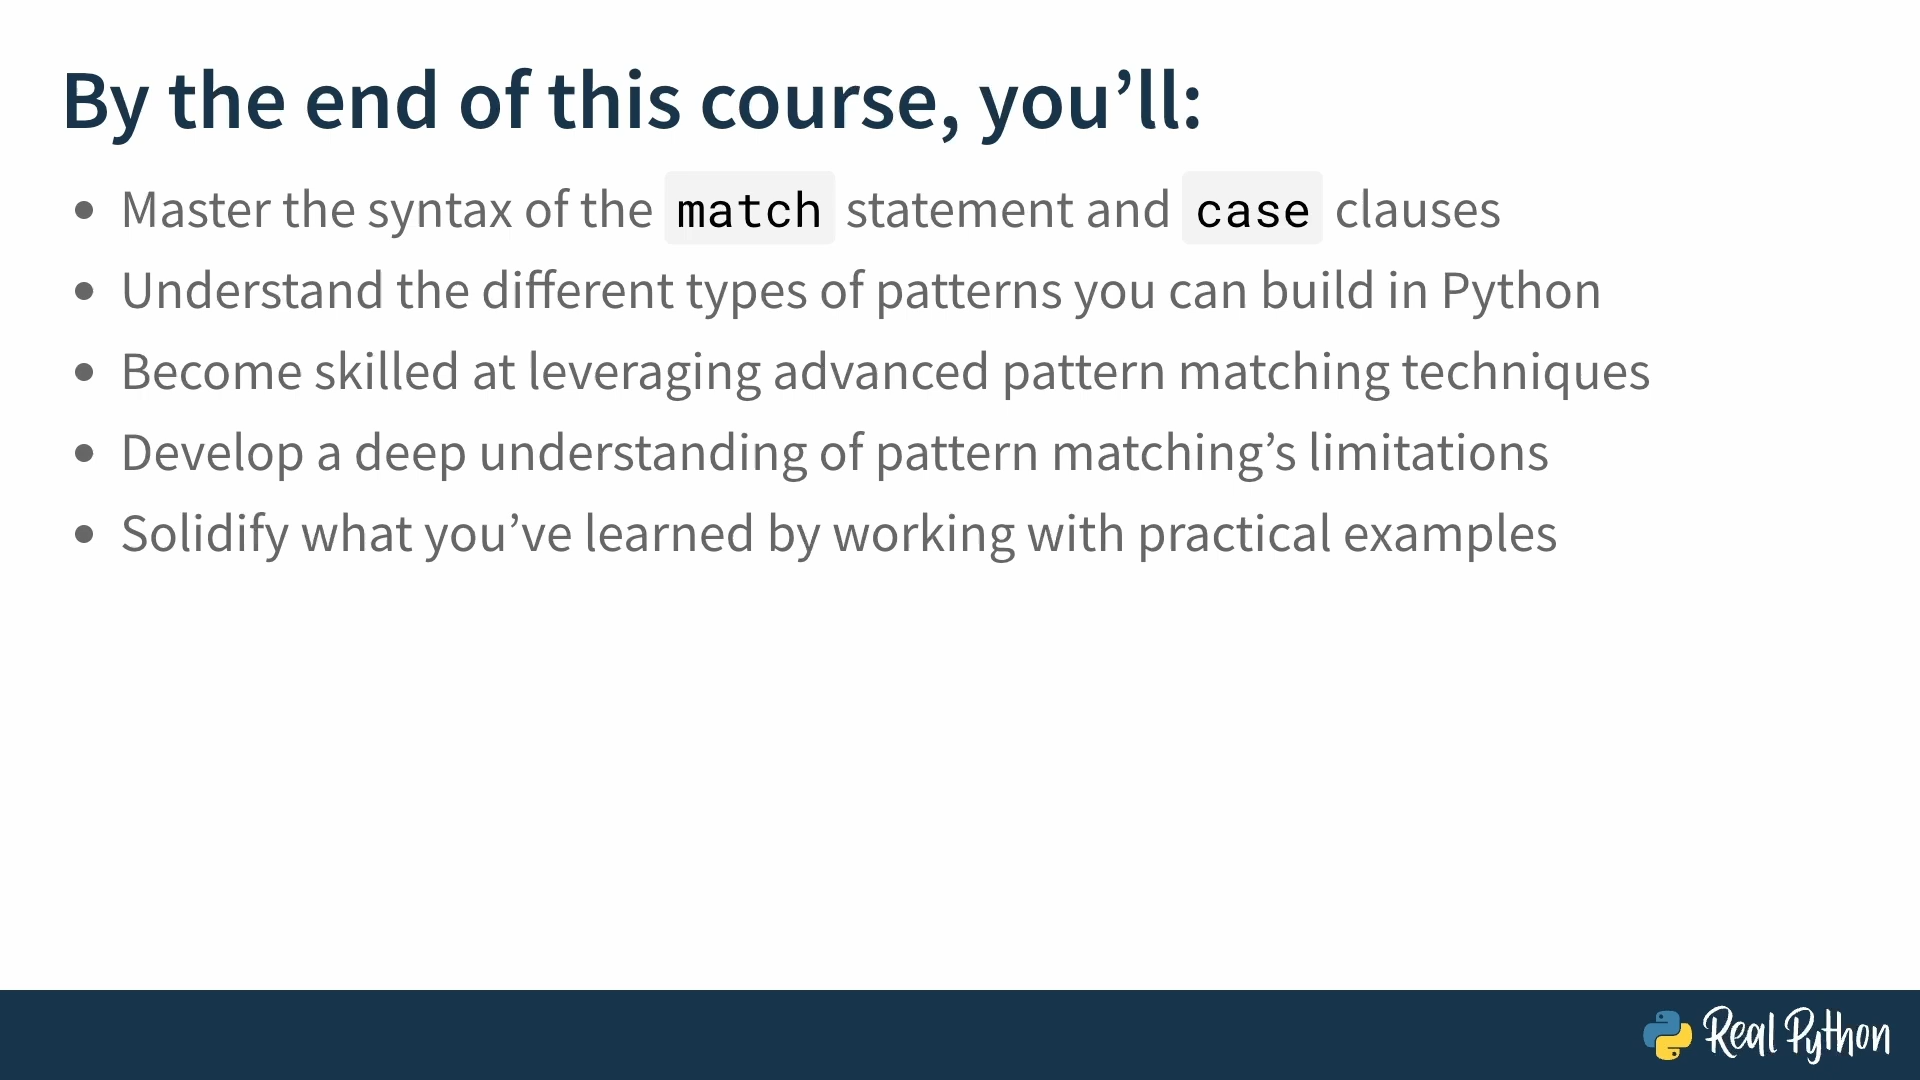 By the end of this course, you’ll:
• Master the syntax of the match statement and case clauses
• Understand the different types of patterns you can build in Python
• Become skilled at leveraging advanced pattern matching techniques
• Develop a deep understanding of pattern matching’s limitations
• Solidify what you’ve learned by working with practical examples
Real Python